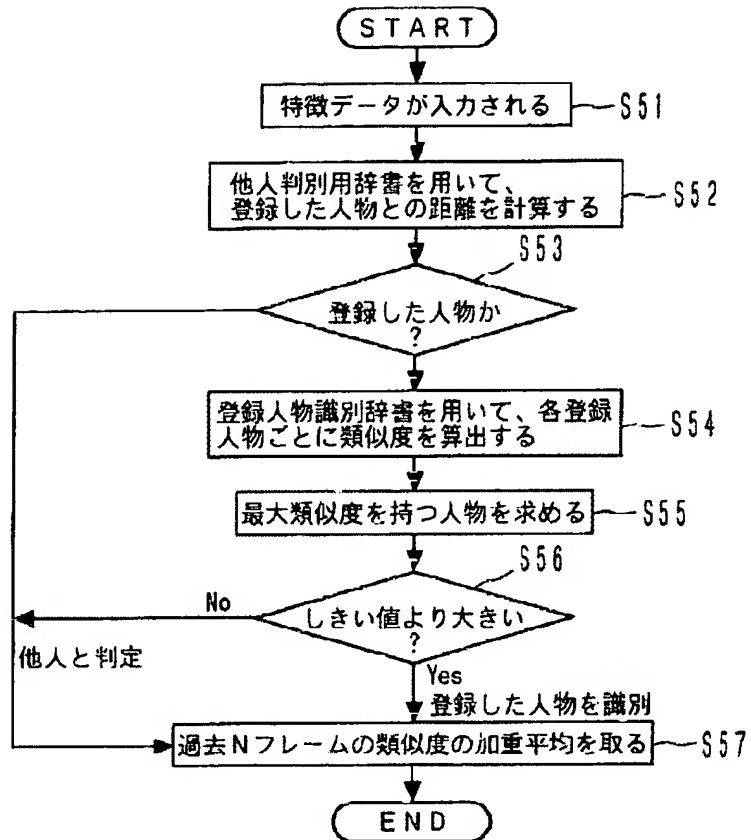 START
特徴データが入力される
S51
他人判別用辞書を用いて、
登録した人物との距離を計算する
S52
S53
登録した人物か
?
登録人物識別辞書を用いて、各登録
人物ごとに類似度を算出する
S54
最大類似度を持つ人物を求める
S55
S56
No
しきい値より大きい
?
他人と判定
Yes
登録した人物を識別
過去Nフレームの類似度の加重平均を取る
S57
END